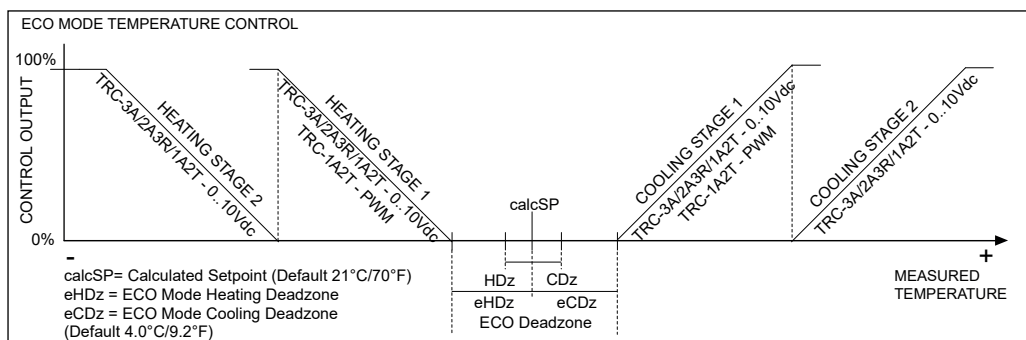 ECO MODE TEMPERATURE CONTROL
100%
CONTROL OUTPUT
0%
HEATING STAGE 2
TRC-3A/2A3R/1A2T - 0..10Vdc
HEATING STAGE 1
TRC-3A/2A3R/1A2T - 0..10Vdc
TRC-1A2T - PWM
calcSP
COOLING STAGE 1
TRC-3A/2A3R/1A2T - 0..10Vdc
TRC-1A2T - PWM
COOLING STAGE 2
TRC-3A/2A3R/1A2T - 0..10Vdc
-
+
HDz CDz
eHDz eCDz
ECO Deadzone
MEASURED
TEMPERATURE
calcSP= Calculated Setpoint (Default 21°C/70°F)
eHDz = ECO Mode Heating Deadzone
eCDz = ECO Mode Cooling Deadzone
(Default 4.0°C/9.2°F)